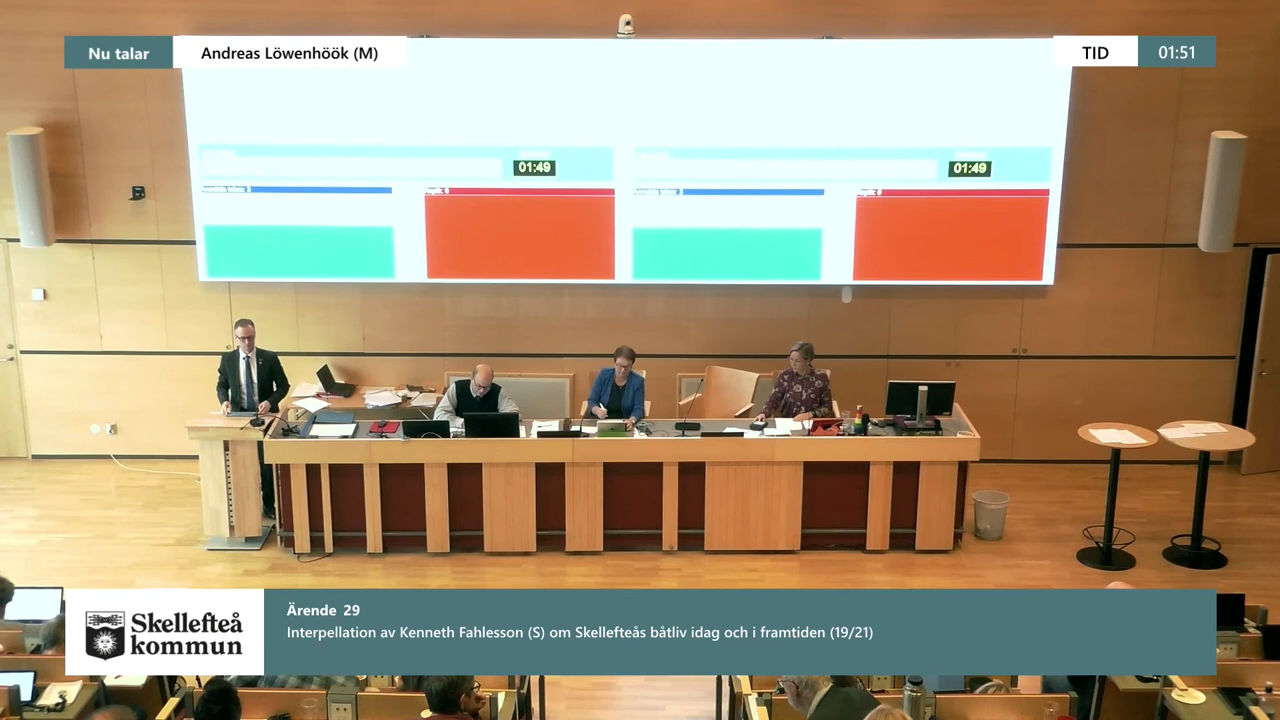 Nu talar
Andreas Löwenhöök (M)
TID
01:51
01:49
01:49
Skellefteå
kommun
Ärende 29
Interpellation av Kenneth Fahlesson (S) om Skellefteås båtliv idag och i framtiden (19/21)